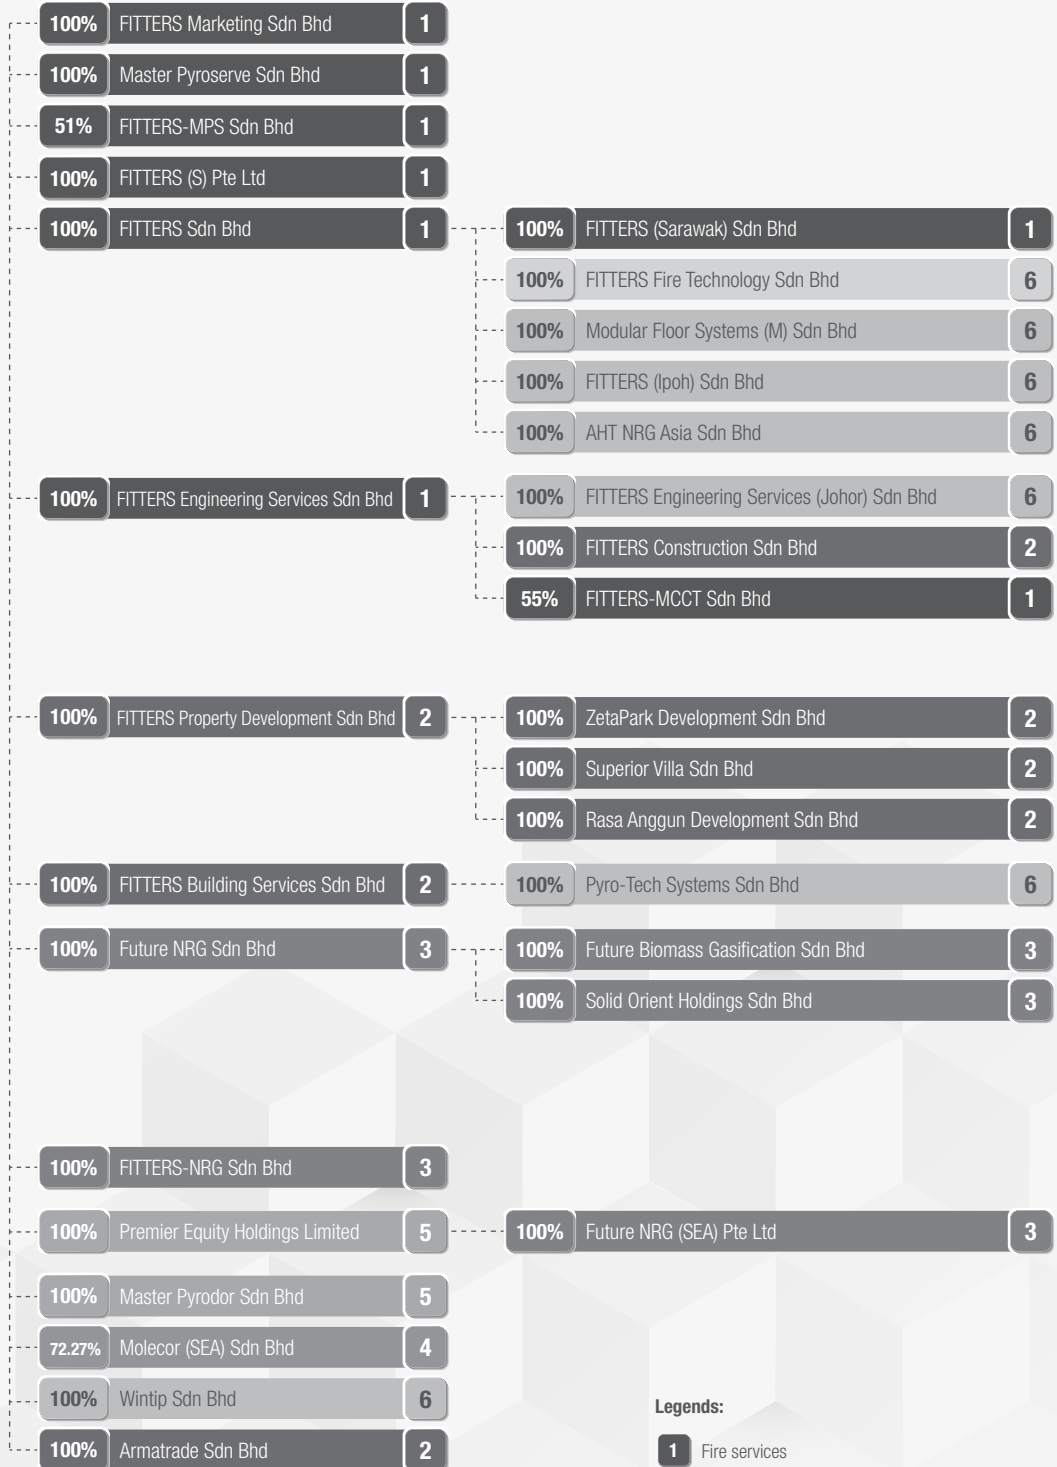 100% FITTERS Marketing Sdn Bhd 1
100% Master Pyroserve Sdn Bhd 1
51% FITTERS-MPS Sdn Bhd 1
100% FITTERS (S) Pte Ltd 1
100% FITTERS Sdn Bhd 1
100% FITTERS (Sarawak) Sdn Bhd 1
100% FITTERS Fire Technology Sdn Bhd 6
100% Modular Floor Systems (M) Sdn Bhd 6
100% FITTERS (Ipoh) Sdn Bhd 6
100% AHT NRG Asia Sdn Bhd 6
100% FITTERS Engineering Services Sdn Bhd 1
100% FITTERS Engineering Services (Johor) Sdn Bhd 6
100% FITTERS Construction Sdn Bhd 2
55% FITTERS-MCCT Sdn Bhd 1
100% FITTERS Property Development Sdn Bhd 2
100% ZetaPark Development Sdn Bhd 2
100% Superior Villa Sdn Bhd 2
100% Rasa Anggun Development Sdn Bhd 2
100% FITTERS Building Services Sdn Bhd 2
100% Pyro-Tech Systems Sdn Bhd 6
100% Future NRG Sdn Bhd 3
100% Future Biomass Gasification Sdn Bhd 3
100% Solid Orient Holdings Sdn Bhd 3
100% FITTERS-NRG Sdn Bhd 3
100% Premier Equity Holdings Limited 5
100% Future NRG (SEA) Pte Ltd 3
100% Master Pyrodor Sdn Bhd 5
72.27% Molecor (SEA) Sdn Bhd 4
100% Wintip Sdn Bhd 6
100% Armatrade Sdn Bhd 2
Legends:
1 Fire services